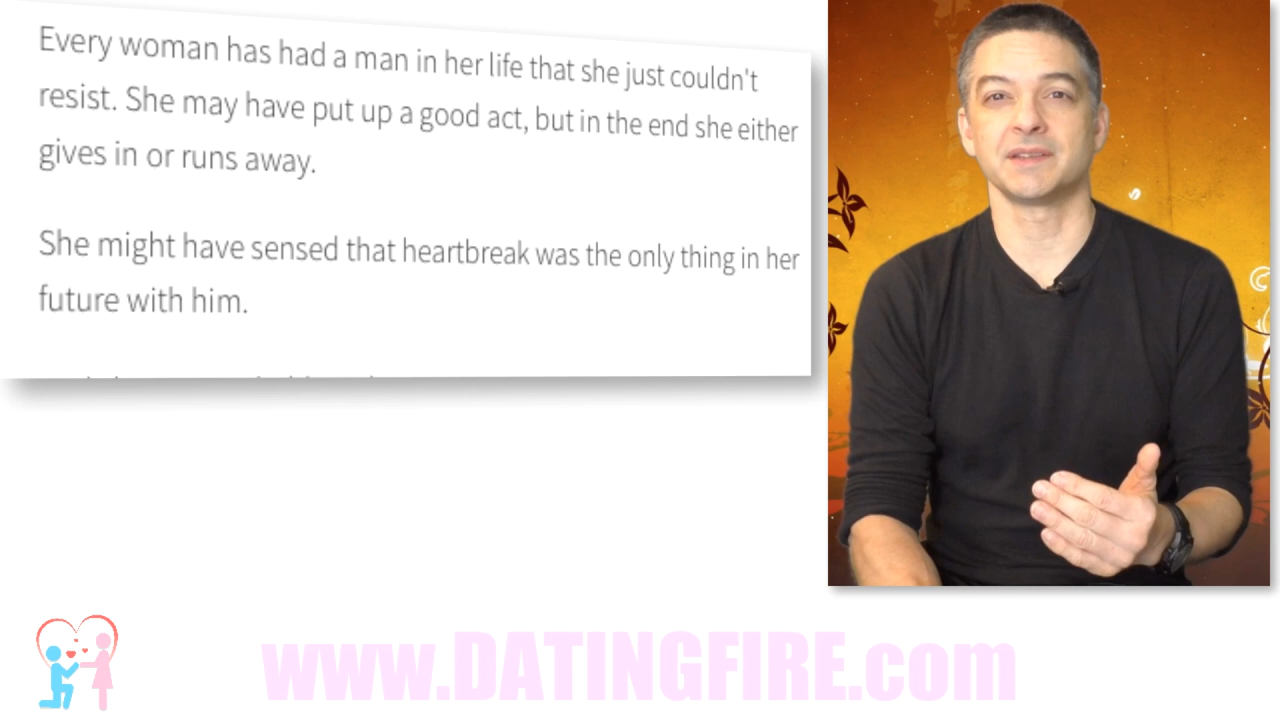 Every woman has had a man in her life that she just couldn't
resist. She may have put up a good act, but in the end she either
gives in or runs away.
She might have sensed that heartbreak was the only thing in her
future with him.
www.DATINGFIRE.com